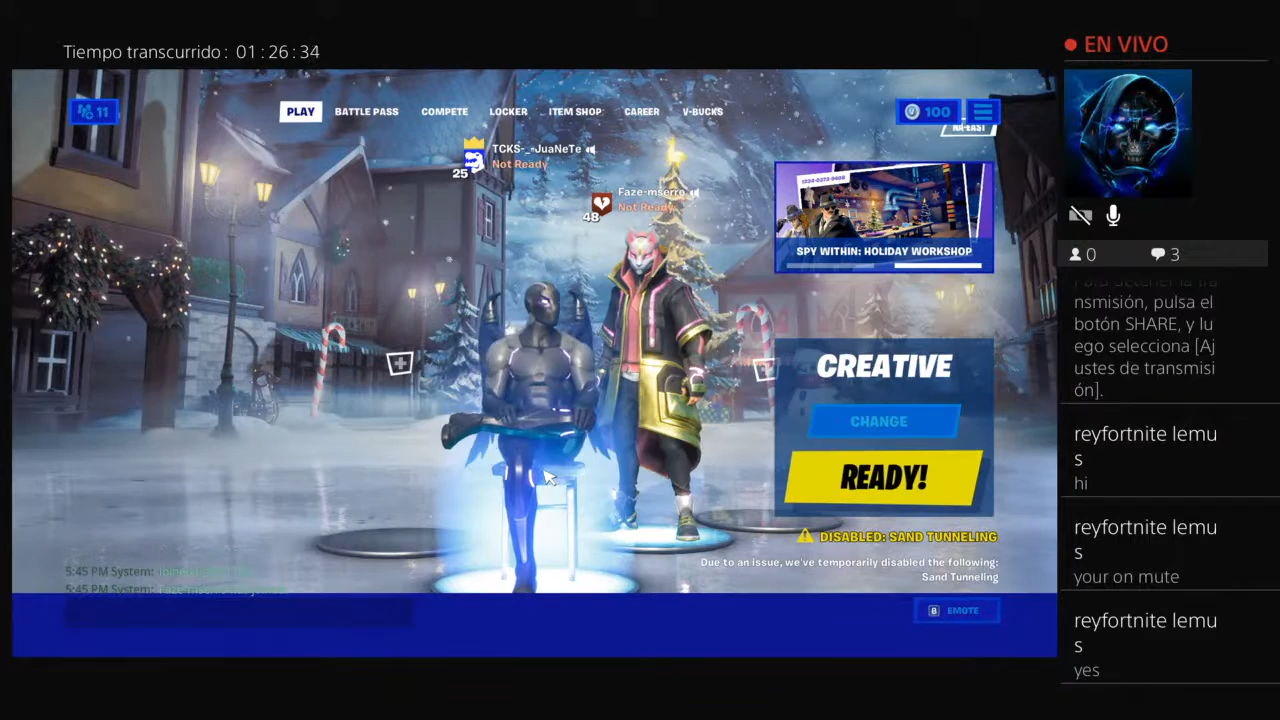 Tiempo transcurrido: 01:26:34
EN VIVO
11
PLAY BATTLE PASS COMPETE LOCKER ITEM SHOP CAREER V-BUCKS
100
NA-EAST
TCKS-_-JuaNeTe
Not Ready
25
Faze-mserro
Not Ready
48
SPY WITHIN: HOLIDAY WORKSHOP
CREATIVE
CHANGE
READY!
DISABLED: SAND TUNNELING
Due to an issue, we've temporarily disabled the following:
Sand Tunneling
5:45 PM System:
5:45 PM System:
B EMOTE
0 3
nsmisión, pulsa el
botón SHARE, y lu
ego selecciona [Aj
ustes de transmisi
ón].
reyfortnite lemu
s
hi
reyfortnite lemu
s
your on mute
reyfortnite lemu
s
yes